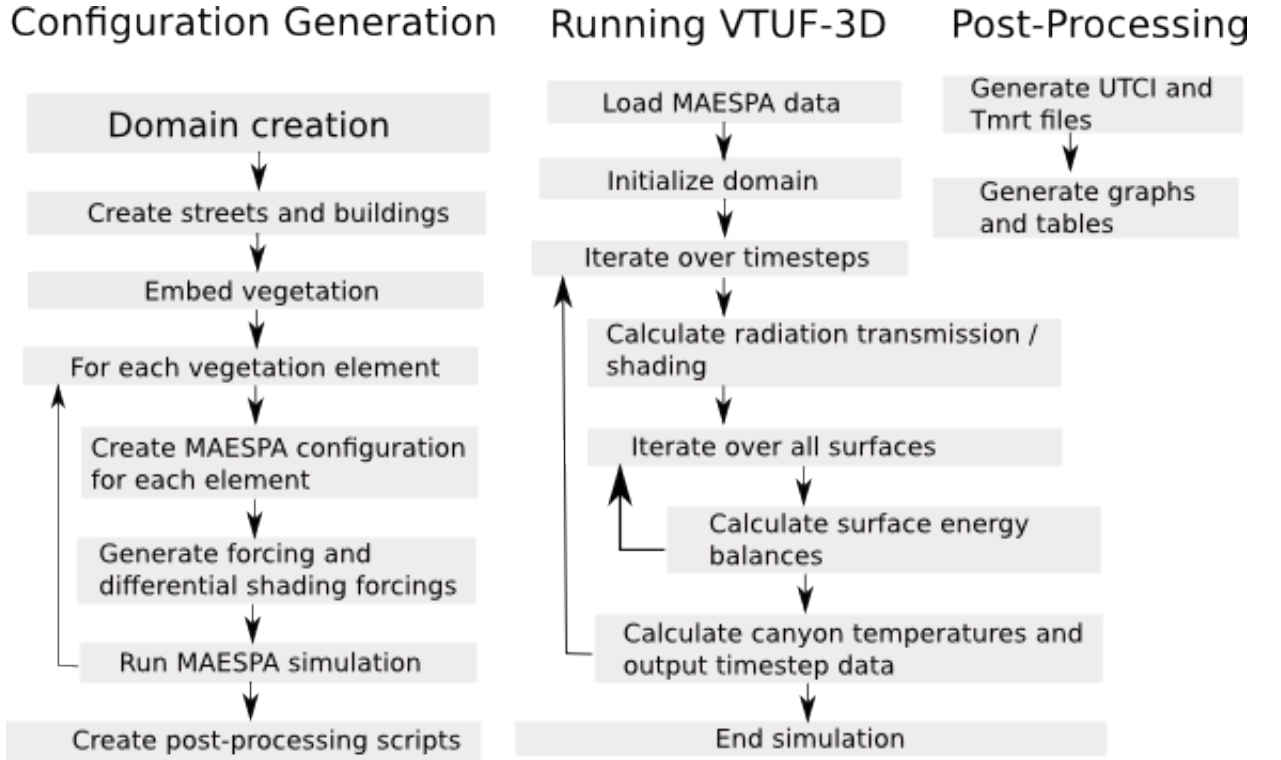 Configuration Generation
Domain creation
Create streets and buildings
Embed vegetation
For each vegetation element
Create MAESPA configuration
for each element
Generate forcing and
differential shading forcings
Run MAESPA simulation
Create post-processing scripts
Running VTUF-3D
Load MAESPA data
Initialize domain
Iterate over timesteps
Calculate radiation transmission /
shading
Iterate over all surfaces
Calculate surface energy
balances
Calculate canyon temperatures and
output timestep data
End simulation
Post-Processing
Generate UTCI and
Tmrt files
Generate graphs
and tables